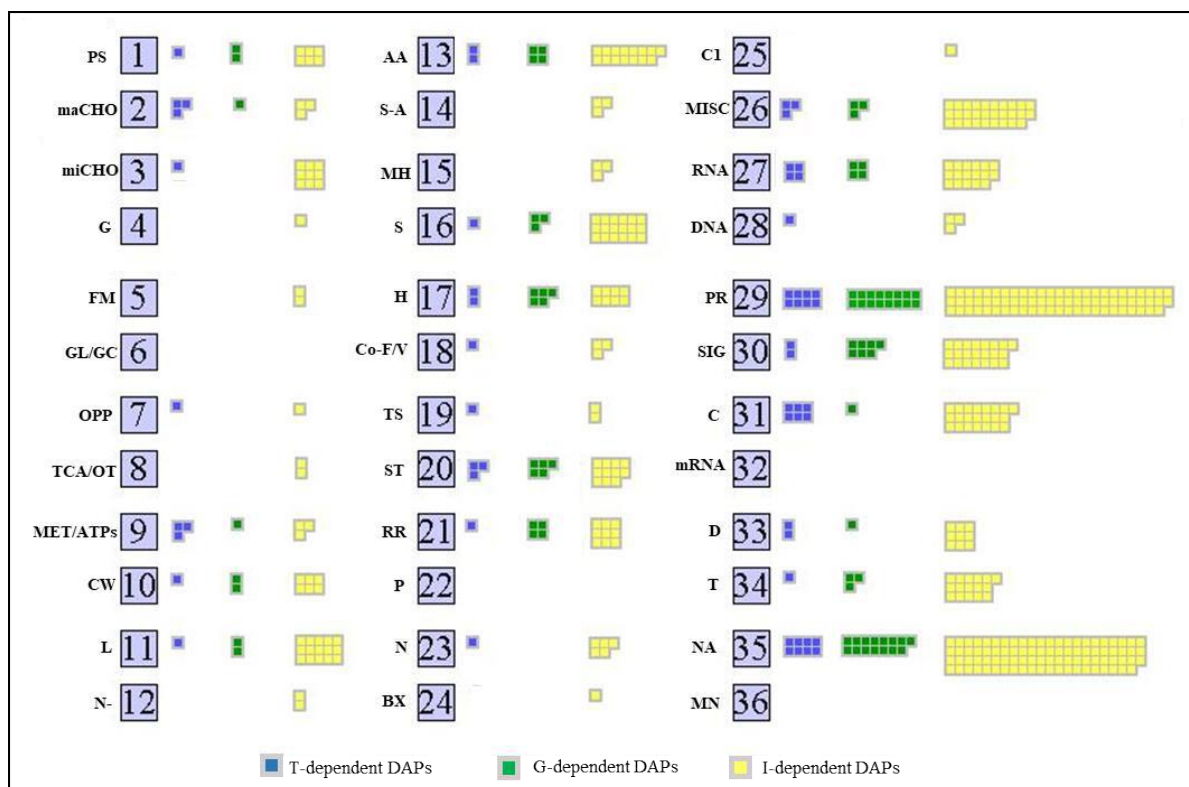 PS 1
maCHO 2
miCHO 3
G 4
FM 5
GL/GC 6
OPP 7
TCA/OT 8
MET/ATPs 9
CW 10
L 11
N- 12
AA 13
S-A 14
MH 15
S 16
H 17
Co-F/V 18
TS 19
ST 20
RR 21
P 22
N 23
BX 24
C1 25
MISC 26
RNA 27
DNA 28
PR 29
SIG 30
C 31
mRNA 32
D 33
T 34
NA 35
MN 36
T-dependent DAPs
G-dependent DAPs
I-dependent DAPs